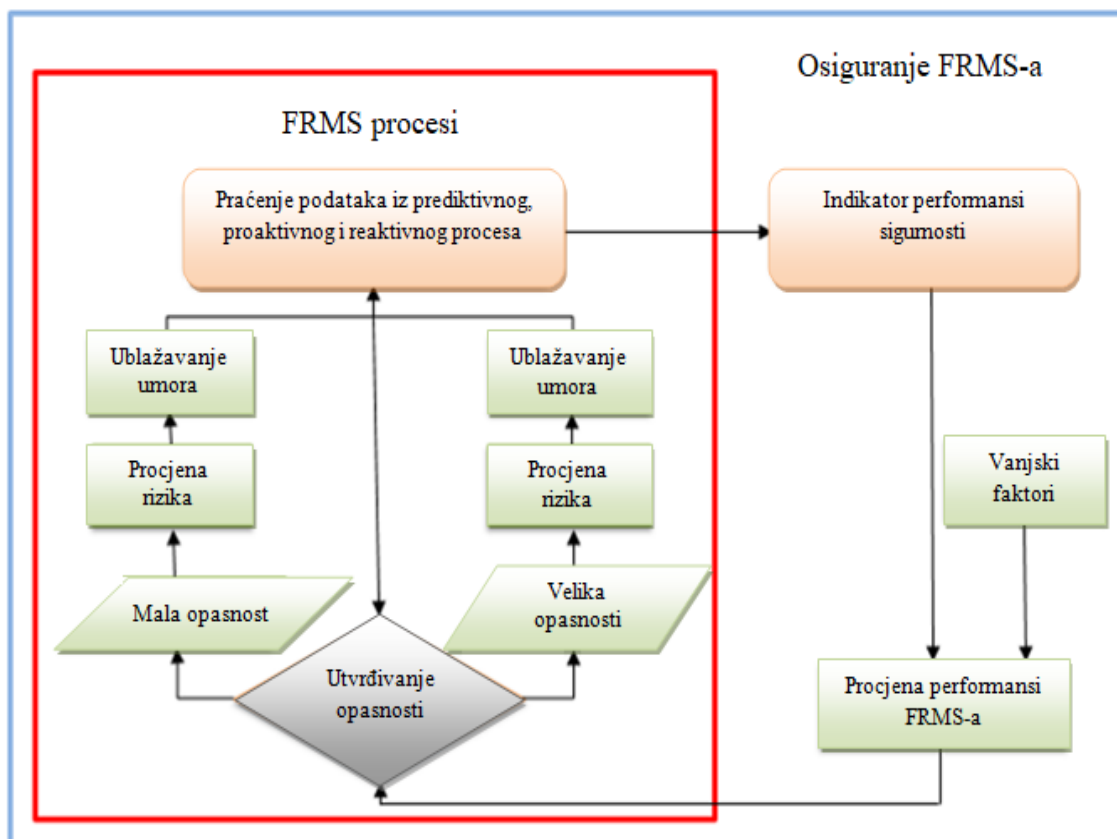 Osiguranje FRMS-a
FRMS procesi
Praćenje podataka iz prediktivnog,
proaktivnog i reaktivnog procesa
Indikator performansi
sigurnosti
Ublažavanje
umora
Ublažavanje
umora
Procjena
rizika
Procjena
rizika
Vanjski
faktori
Mala opasnost
Velika
opasnosti
Utvrđivanje
opasnosti
Procjena performansi
FRMS-a